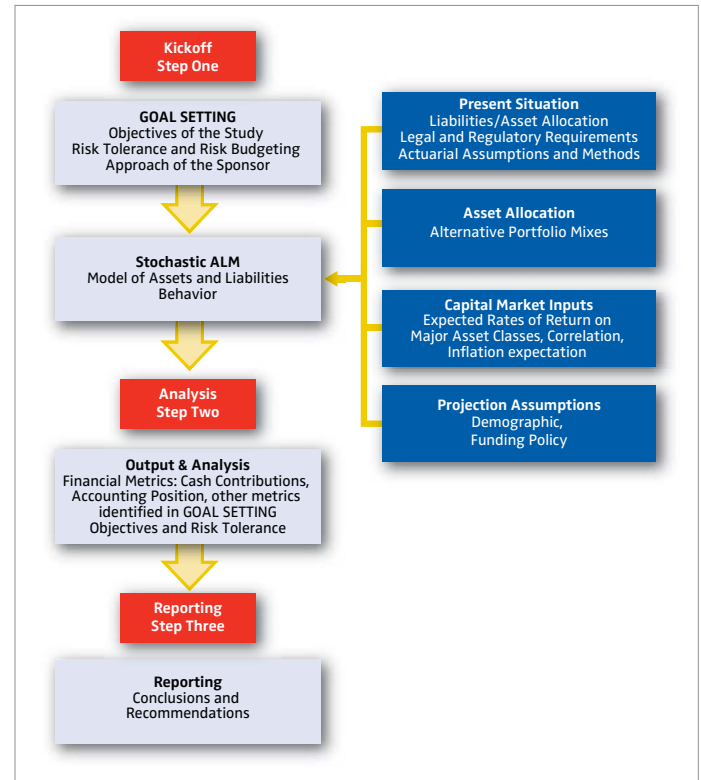 Kickoff
Step One
GOAL SETTING
Objectives of the Study
Risk Tolerance and Risk Budgeting
Approach of the Sponsor
Stochastic ALM
Model of Assets and Liabilities
Behavior
Analysis
Step Two
Output & Analysis
Financial Metrics: Cash Contributions,
Accounting Position, other metrics
identified in GOAL SETTING
Objectives and Risk Tolerance
Reporting
Step Three
Reporting
Conclusions and
Recommendations
Present Situation
Liabilities/Asset Allocation
Legal and Regulatory Requirements
Actuarial Assumptions and Methods
Asset Allocation
Alternative Portfolio Mixes
Capital Market Inputs
Expected Rates of Return on
Major Asset Classes, Correlation,
Inflation expectation
Projection Assumptions
Demographic,
Funding Policy